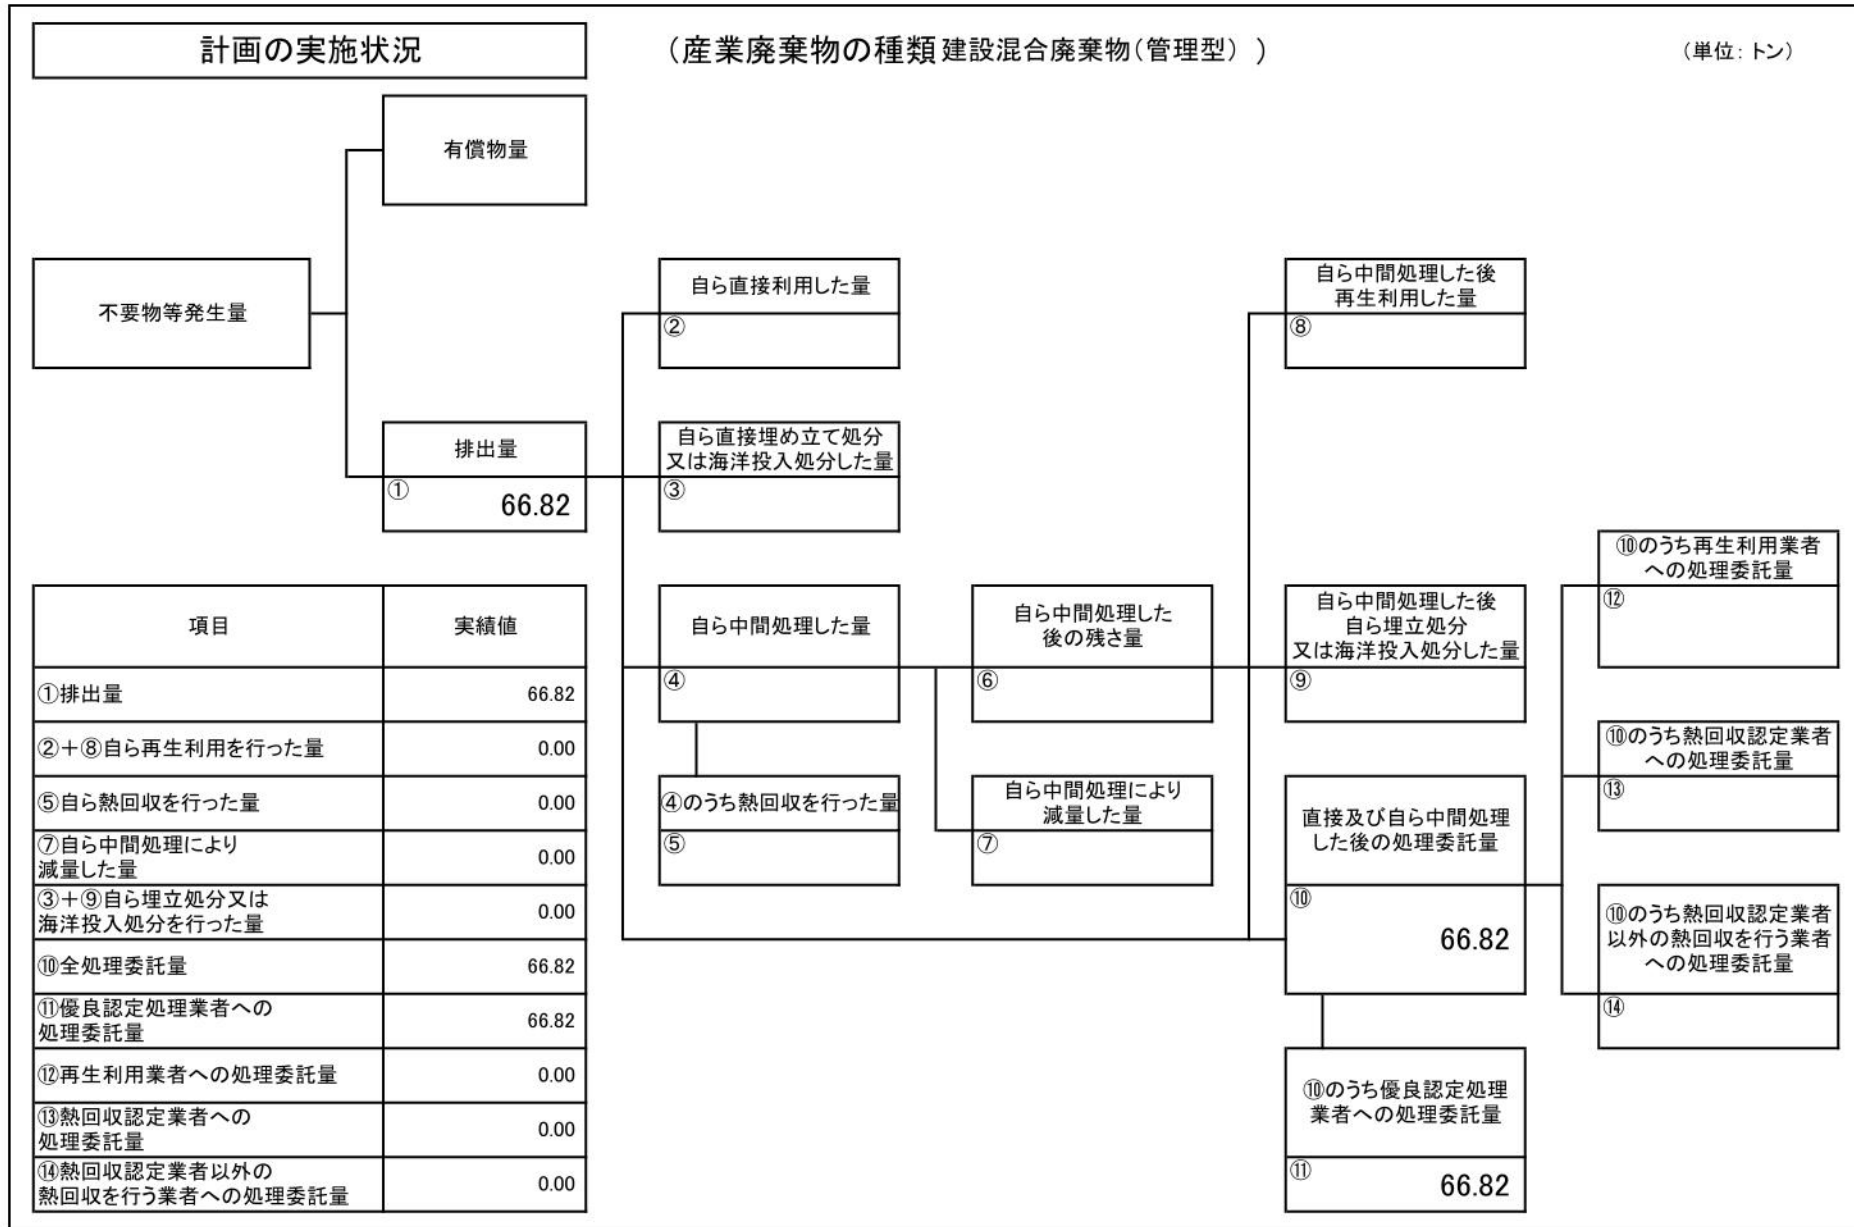 計画の実施状況
（産業廃棄物の種類 建設混合廃棄物（管理型） ）
（単位：トン）
有償物量
不要物等発生量
自ら直接利用した量
②
自ら中間処理した後
再生利用した量
⑧
排出量
①
66.82
自ら直接埋め立て処分
又は海洋投入処分した量
③
⑩のうち再生利用業者
への処理委託量
⑫
自ら中間処理した量
④
自ら中間処理した
後の残さ量
⑥
自ら中間処理した後
自ら埋立処分
又は海洋投入処分した量
⑨
⑩のうち熱回収認定業者
への処理委託量
⑬
④のうち熱回収を行った量
⑤
自ら中間処理により
減量した量
⑦
直接及び自ら中間処理
した後の処理委託量
⑩
66.82
⑩のうち熱回収認定業者
以外の熱回収を行う業者
への処理委託量
⑭
⑩のうち優良認定処理
業者への処理委託量
⑪
66.82
項目 実績値
①排出量 66.82
②＋⑧自ら再生利用を行った量 0.00
⑤自ら熱回収を行った量 0.00
⑦自ら中間処理により
減量した量 0.00
③＋⑨自ら埋立処分又は
海洋投入処分を行った量 0.00
⑩全処理委託量 66.82
⑪優良認定処理業者への
処理委託量 66.82
⑫再生利用業者への処理委託量 0.00
⑬熱回収認定業者への
処理委託量 0.00
⑭熱回収認定業者以外の
熱回収を行う業者への処理委託量 0.00